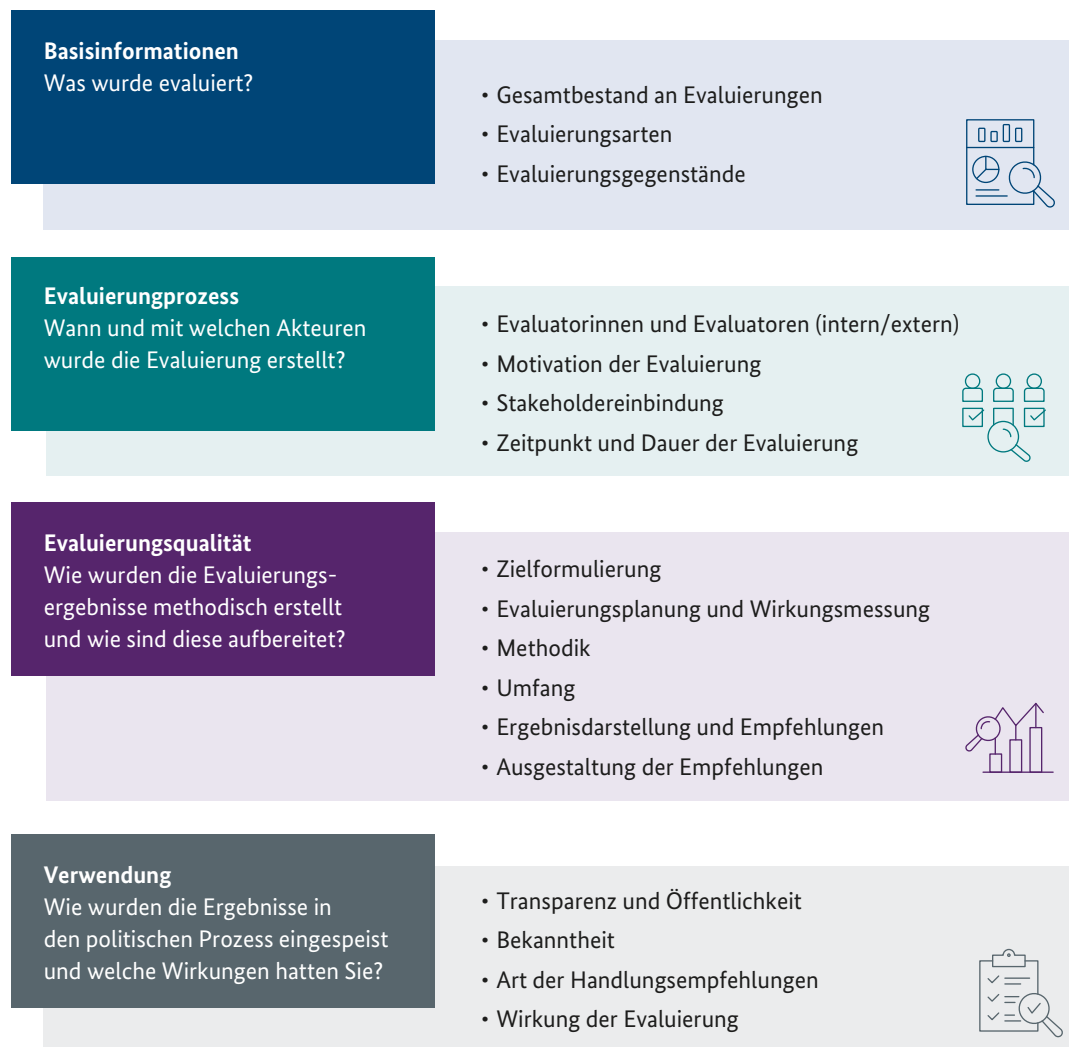 Basisinformationen
Was wurde evaluiert?
• Gesamtbestand an Evaluierungen
• Evaluierungsarten
• Evaluierungsgegenstände
Evaluierungprozess
Wann und mit welchen Akteuren
wurde die Evaluierung erstellt?
• Evaluatorinnen und Evaluatoren (intern/extern)
• Motivation der Evaluierung
• Stakeholdereinbindung
• Zeitpunkt und Dauer der Evaluierung
Evaluierungsqualität
Wie wurden die Evaluierungs-
ergebnisse methodisch erstellt
und wie sind diese aufbereitet?
• Zielformulierung
• Evaluierungsplanung und Wirkungsmessung
• Methodik
• Umfang
• Ergebnisdarstellung und Empfehlungen
• Ausgestaltung der Empfehlungen
Verwendung
Wie wurden die Ergebnisse in
den politischen Prozess eingespeist
und welche Wirkungen hatten Sie?
• Transparenz und Öffentlichkeit
• Bekanntheit
• Art der Handlungsempfehlungen
• Wirkung der Evaluierung